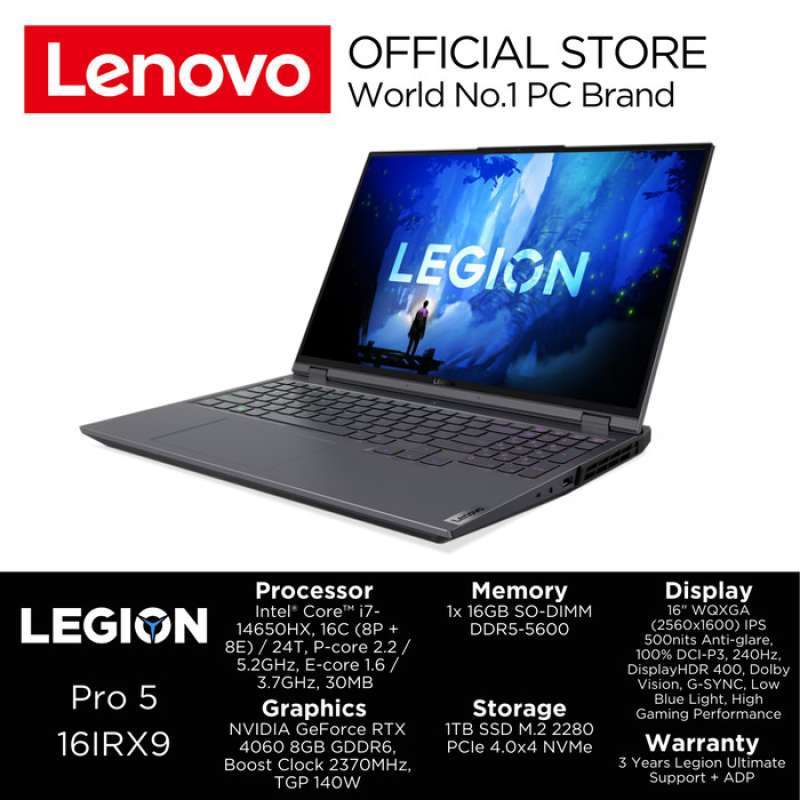 Lenovo
OFFICIAL STORE
World No.1 PC Brand
LEGION
LEGION
Lenovo
LEGION
Pro 5
16IRX9
Processor
Intel® Core™ i7-
14650HX, 16C (8P +
8E) / 24T, P-core 2.2 /
5.2GHz, E-core 1.6 /
3.7GHz, 30MB
Graphics
NVIDIA GeForce RTX
4060 8GB GDDR6,
Boost Clock 2370MHz,
TGP 140W
Memory
1x 16GB SO-DIMM
DDR5-5600
Storage
1TB SSD M.2 2280
PCIe 4.0x4 NVMe
Display
16" WQXGA
(2560x1600) IPS
500nits Anti-glare,
100% DCI-P3, 240Hz,
DisplayHDR 400, Dolby
Vision, G-SYNC, Low
Blue Light, High
Gaming Performance
Warranty
3 Years Legion Ultimate
Support + ADP